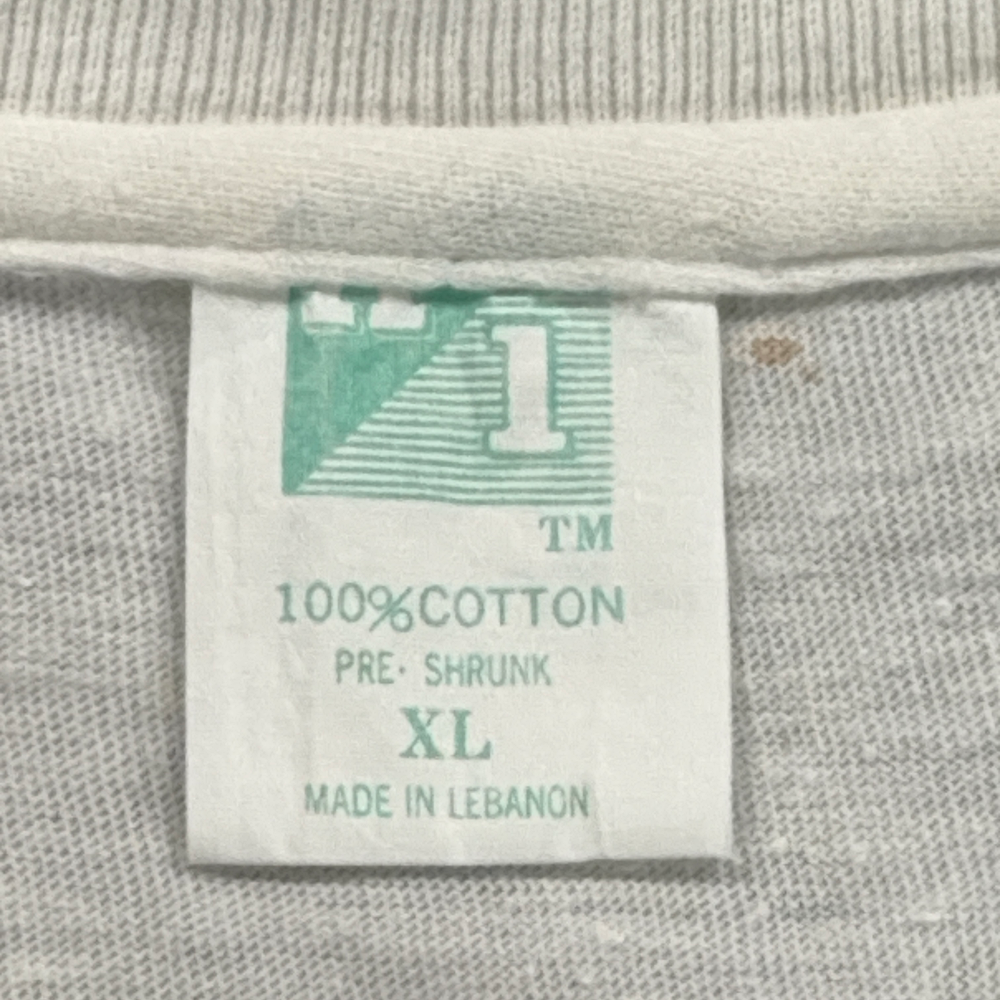 1
TM
100%COTTON
PRE- SHRUNK
XL
MADE IN LEBANON